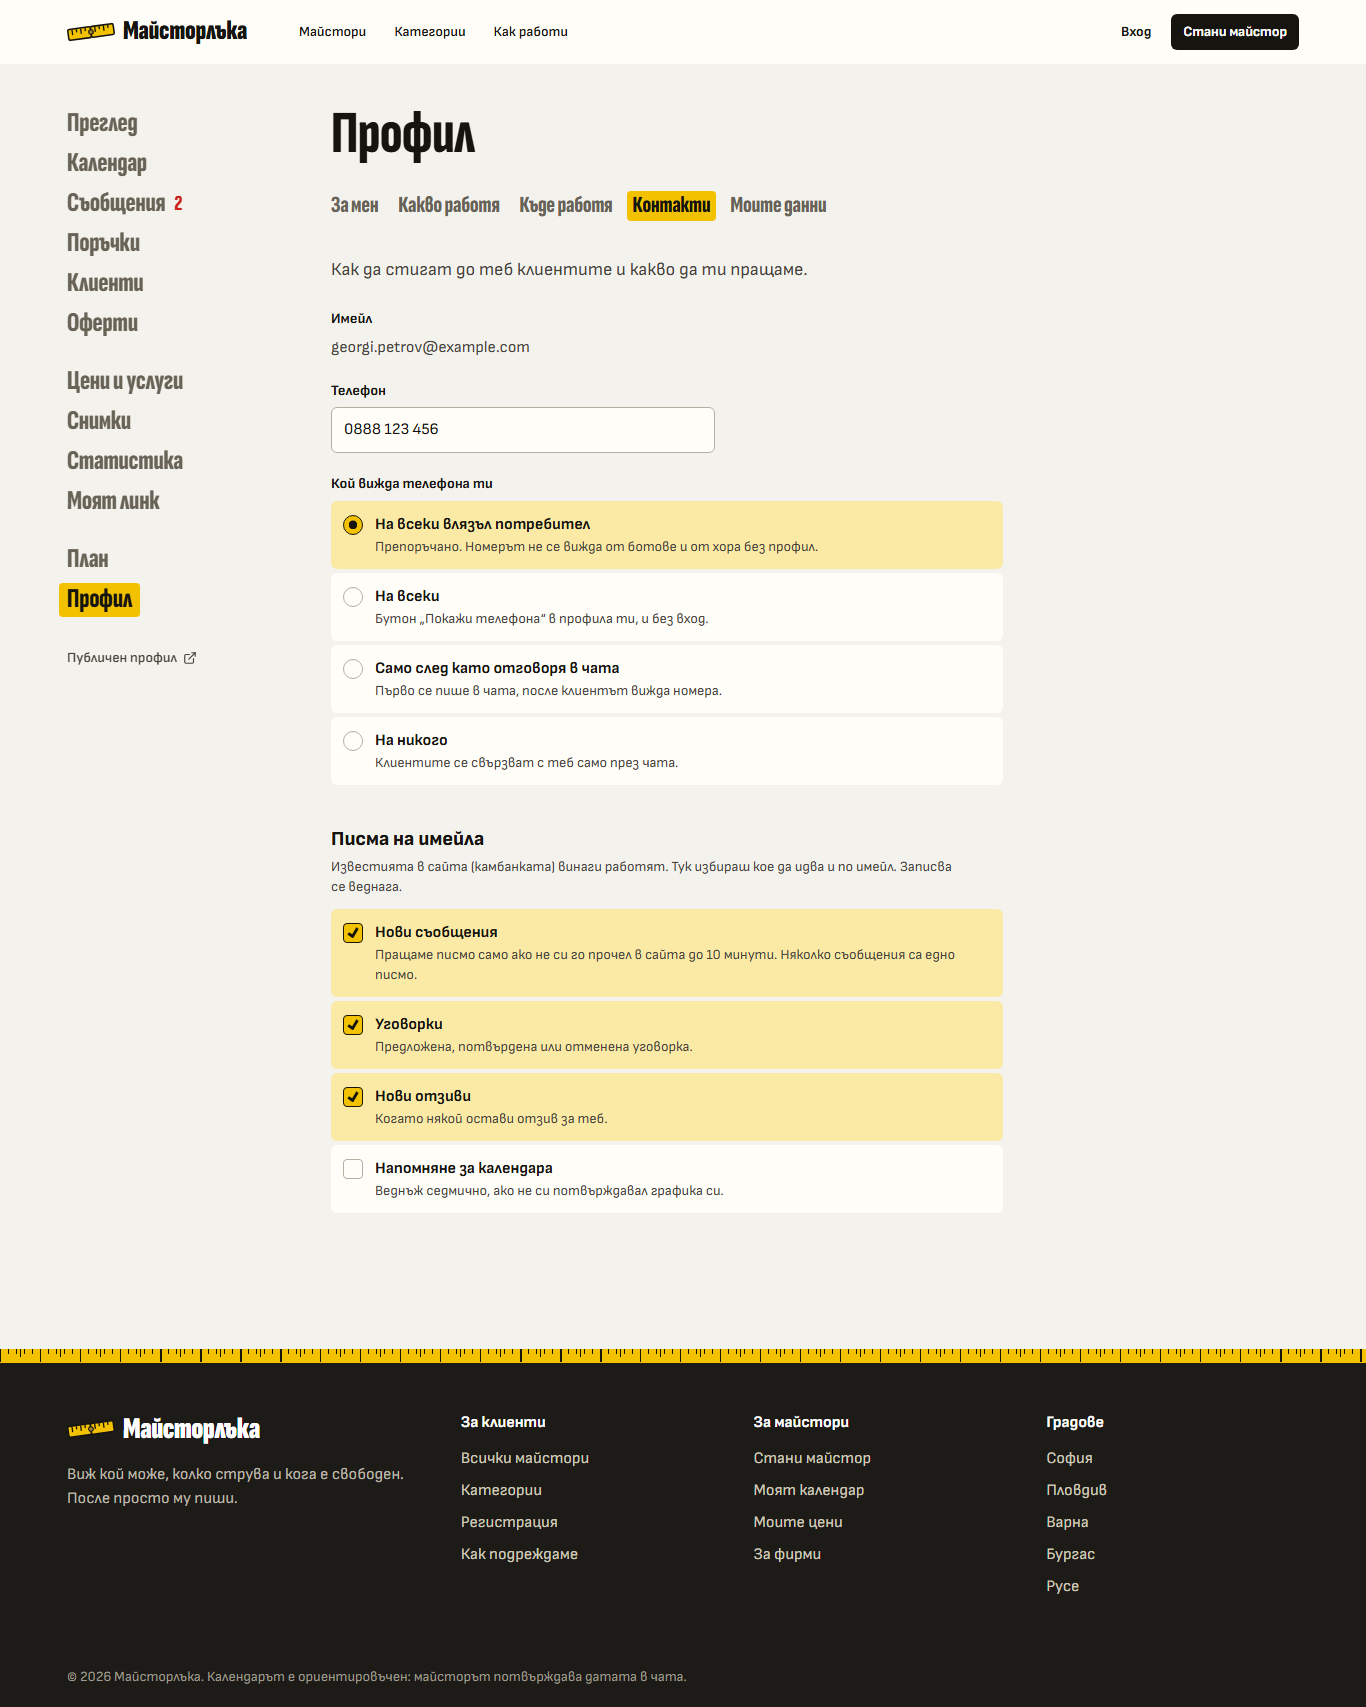 Майсторлъка
Майстори
Категории
Как работи
Вход
Стани майстор
Преглед
Календар
Съобщения 2
Поръчки
Клиенти
Оферти
Цени и услуги
Снимки
Статистика
Моят линк
План
Профил
Публичен профил
Профил
За мен
Какво работя
Къде работя
Контакти
Моите данни
Как да стигат до теб клиентите и какво да ти пращаме.
Имейл
georgi.petrov@example.com
Телефон
0888 123 456
Кой вижда телефона ти
На всеки влязъл потребител
Препоръчано. Номерът не се вижда от ботове и от хора без профил.
На всеки
Бутон „Покажи телефона“ в профила ти, и без вход.
Само след като отговоря в чата
Първо се пише в чата, после клиентът вижда номера.
На никого
Клиентите се свързват с теб само през чата.
Писма на имейла
Известията в сайта (камбанката) винаги работят. Тук избираш кое да идва и по имейл. Записва
се веднага.
Нови съобщения
Пращаме писмо само ако не си го прочел в сайта до 10 минути. Няколко съобщения са едно
писмо.
Уговорки
Предложена, потвърдена или отменена уговорка.
Нови отзиви
Когато някой остави отзив за теб.
Напомняне за календара
Веднъж седмично, ако не си потвърждавал графика си.
Майсторлъка
Виж кой може, колко струва и кога е свободен.
После просто му пиши.
За клиенти
Всички майстори
Категории
Регистрация
Как подреждаме
За майстори
Стани майстор
Моят календар
Моите цени
За фирми
Градове
София
Пловдив
Варна
Бургас
Русе
© 2026 Майсторлъка. Календарът е ориентировъчен: майсторът потвърждава датата в чата.